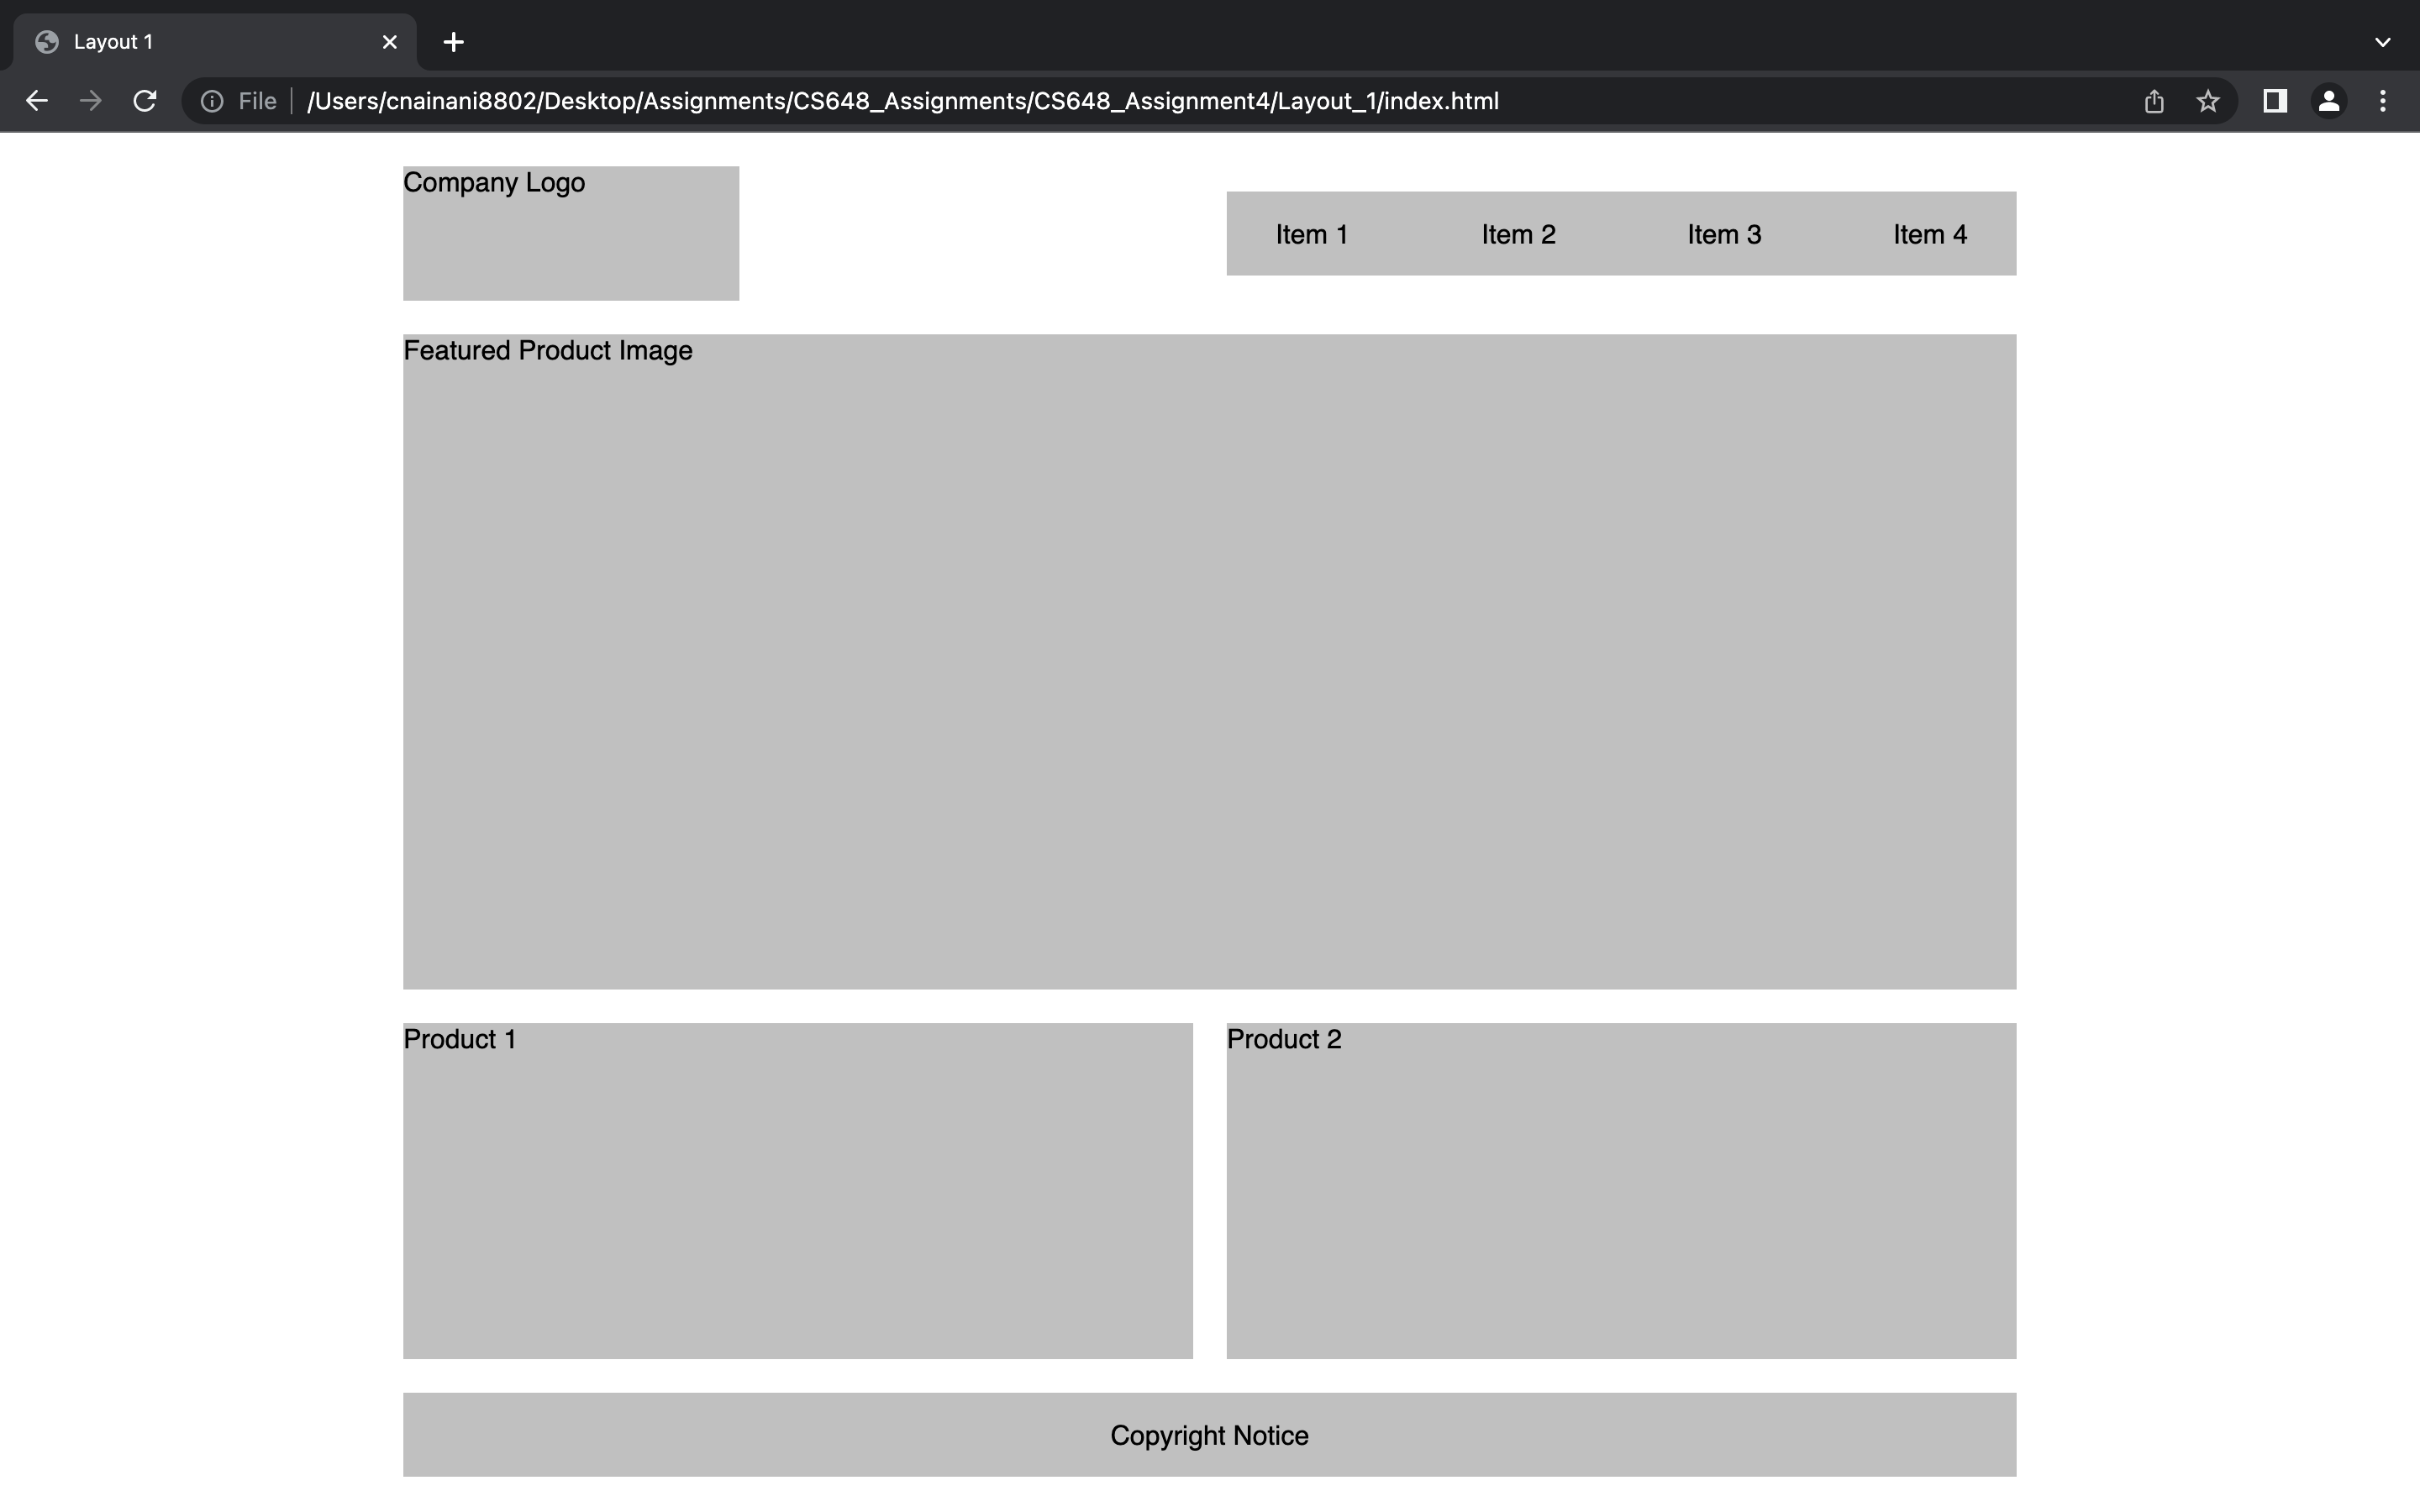 Layout 1
File /Users/cnainani8802/Desktop/Assignments/CS648_Assignments/CS648_Assignment4/Layout_1/index.html
Company Logo
Item 1 Item 2 Item 3 Item 4
Featured Product Image
Product 1 Product 2
Copyright Notice